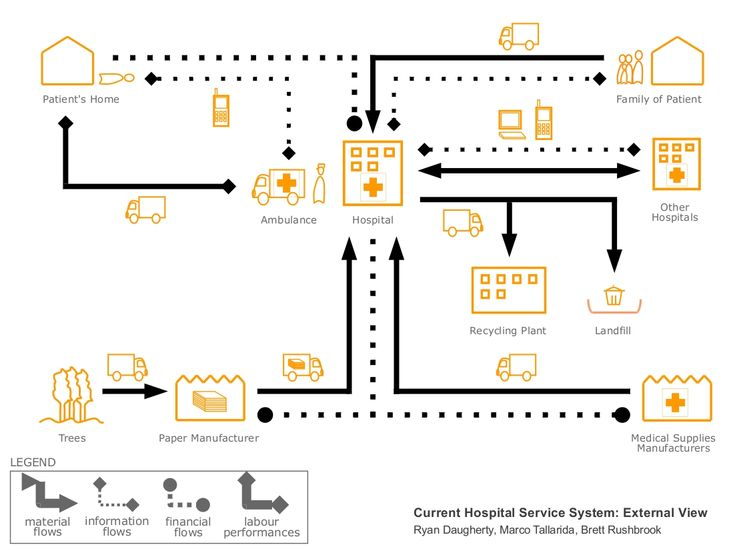 Patient's Home
Family of Patient
Ambulance
Hospital
Other
Hospitals
Recycling Plant
Landfill
Trees
Paper Manufacturer
Medical Supplies
Manufacturers
LEGEND
material
flows
information
flows
financial
flows
labour
performances
Current Hospital Service System: External View
Ryan Daugherty, Marco Tallarida, Brett Rushbrook